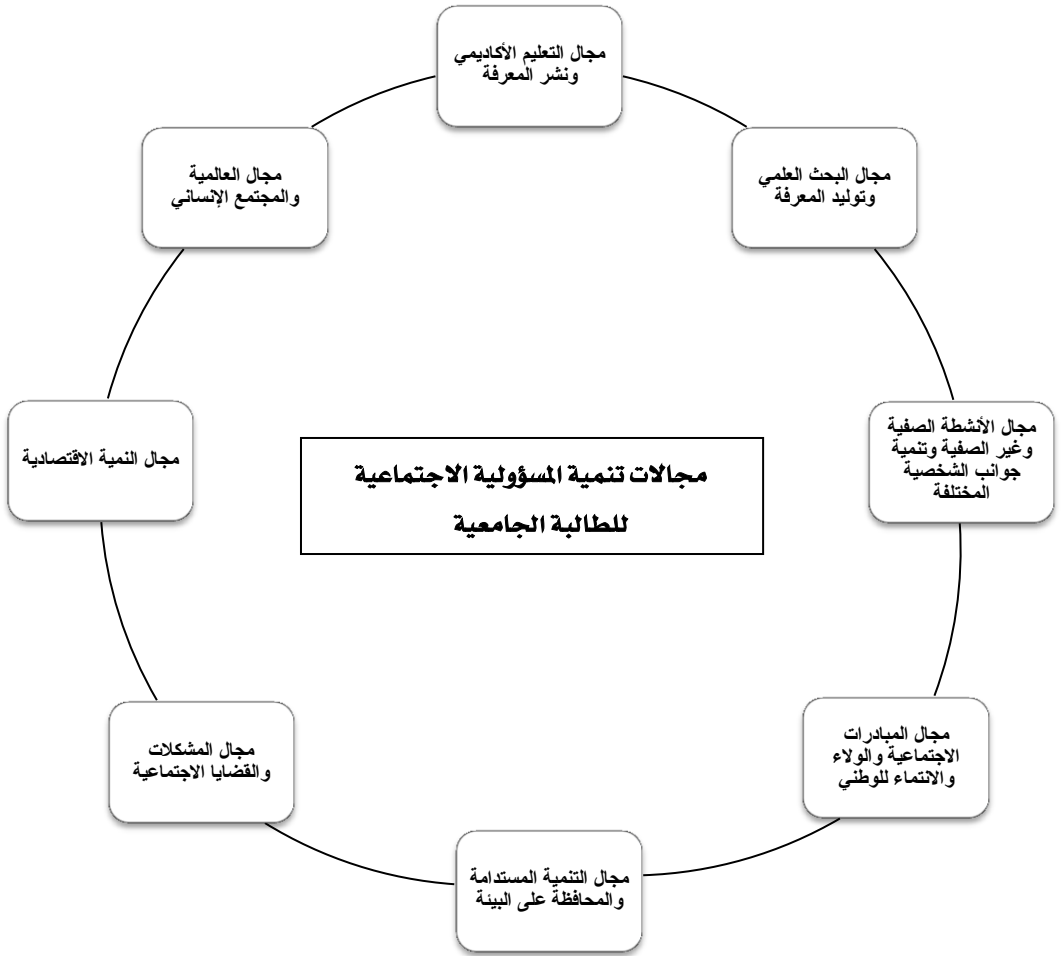 مجال التعليم الأكاديمي
ونشر المعرفة
مجال البحث العلمي
وتوليد المعرفة
مجال الأنشطة الصفية
وغير الصفية وتنمية
جوانب الشخصية
المختلفة
مجال المبادرات
الاجتماعية والولاء
والانتماء للوطني
مجال التنمية المستدامة
والمحافظة على البيئة
مجال المشكلات
والقضايا الاجتماعية
مجال النمية الاقتصادية
مجال العالمية
والمجتمع الإنساني
مجالات تنمية المسؤولية الاجتماعية
للطالبة الجامعية